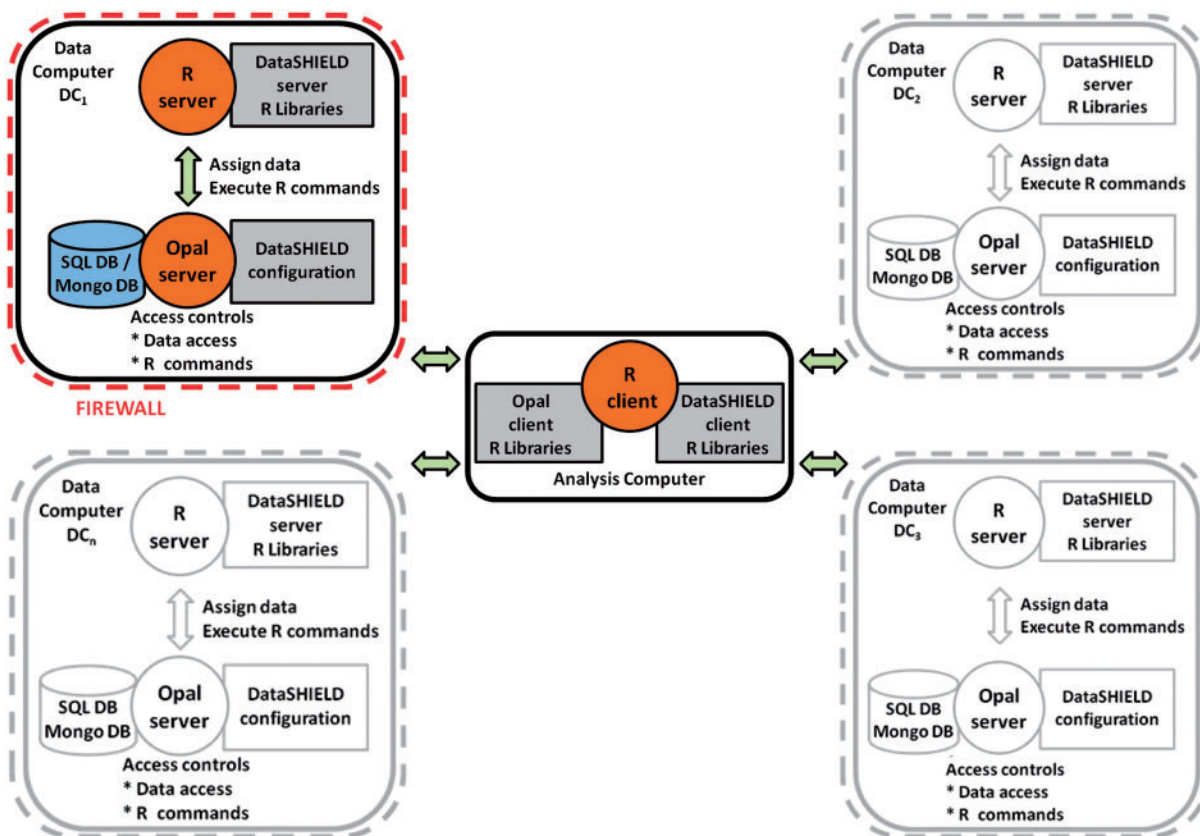 Data
Computer
DC1
R
server
DataSHIELD
server
R Libraries
Assign data
Execute R commands
SQL DB /
Mongo DB
Opal
server
DataSHIELD
configuration
Access controls
* Data access
* R commands
FIREWALL
Data
Computer
DC2
R
server
DataSHIELD
server
R Libraries
Assign data
Execute R commands
SQL DB
Mongo DB
Opal
server
DataSHIELD
configuration
Access controls
* Data access
* R commands
R
client
Opal
client
R Libraries
DataSHIELD
client
R Libraries
Analysis Computer
Data
Computer
DCn
R
server
DataSHIELD
server
R Libraries
Assign data
Execute R commands
SQL DB
Mongo DB
Opal
server
DataSHIELD
configuration
Access controls
* Data access
* R commands
Data
Computer
DC3
R
server
DataSHIELD
server
R Libraries
Assign data
Execute R commands
SQL DB
Mongo DB
Opal
server
DataSHIELD
configuration
Access controls
* Data access
* R commands